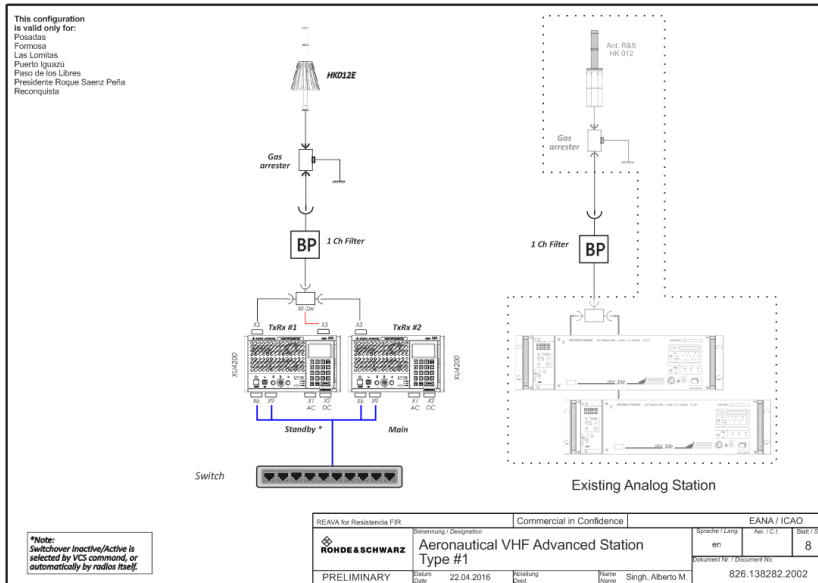 This configuration
is valid only for:
Posadas
Formosa
Las Lomitas
Puerto Iguazú
Paso de los Libres
Presidente Roque Saenz Peña
Reconquista
HK012E
Gas
arrester
1 Ch Filter
BP
RF-SW
X3
TxRx #1
X5
X3
TxRx #2
XU4200
XU4200
X6
X9
X1
AC
X2
DC
X6
X9
X1
AC
X2
DC
Standby *
Main
Switch
Ant. R&S
HK 012
Gas
arrester
1 Ch Filter
BP
Existing Analog Station
*Note:
Switchover Inactive/Active is
selected by VCS command, or
automatically by radios itself.
REAVA for Resistencia FIR
Commercial in Confidence
EANA / ICAO
ROHDE&SCHWARZ
Benennung / Designation
Aeronautical VHF Advanced Station
Type #1
Sprache / Lang.
en
Aei. / C.I.
8
Dokument Nr. / Document No.
826.138282.2002
PRELIMINARY
Datum
Date
22.04.2016
Abteilung
Dept.
Name
Name
Singh, Alberto M.